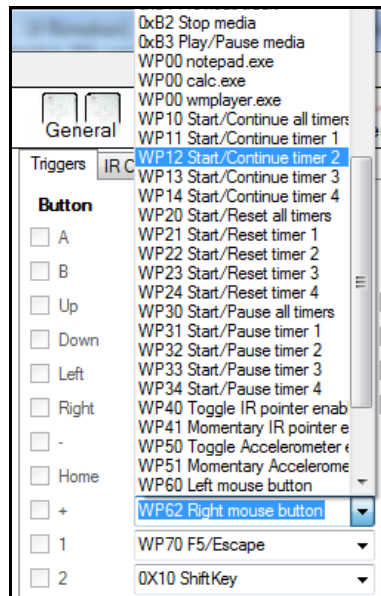 0xB2 Stop media
0xB3 Play/Pause media
WP00 notepad.exe
WP00 calc.exe
WP00 wmplayer.exe
WP10 Start/Continue all timers
WP11 Start/Continue timer 1
WP12 Start/Continue timer 2
WP13 Start/Continue timer 3
WP14 Start/Continue timer 4
WP20 Start/Reset all timers
WP21 Start/Reset timer 1
WP22 Start/Reset timer 2
WP23 Start/Reset timer 3
WP24 Start/Reset timer 4
WP30 Start/Pause all timers
WP31 Start/Pause timer 1
WP32 Start/Pause timer 2
WP33 Start/Pause timer 3
WP34 Start/Pause timer 4
WP40 Toggle IR pointer enab
WP41 Momentary IR pointer e
WP50 Toggle Accelerometer e
WP51 Momentary Accelerome
WP60 Left mouse button
General
Triggers IR C
Button
A
B
Up
Down
Left
Right
-
Home
+ WP62 Right mouse button
1 WP70 F5/Escape
2 0X10 ShiftKey